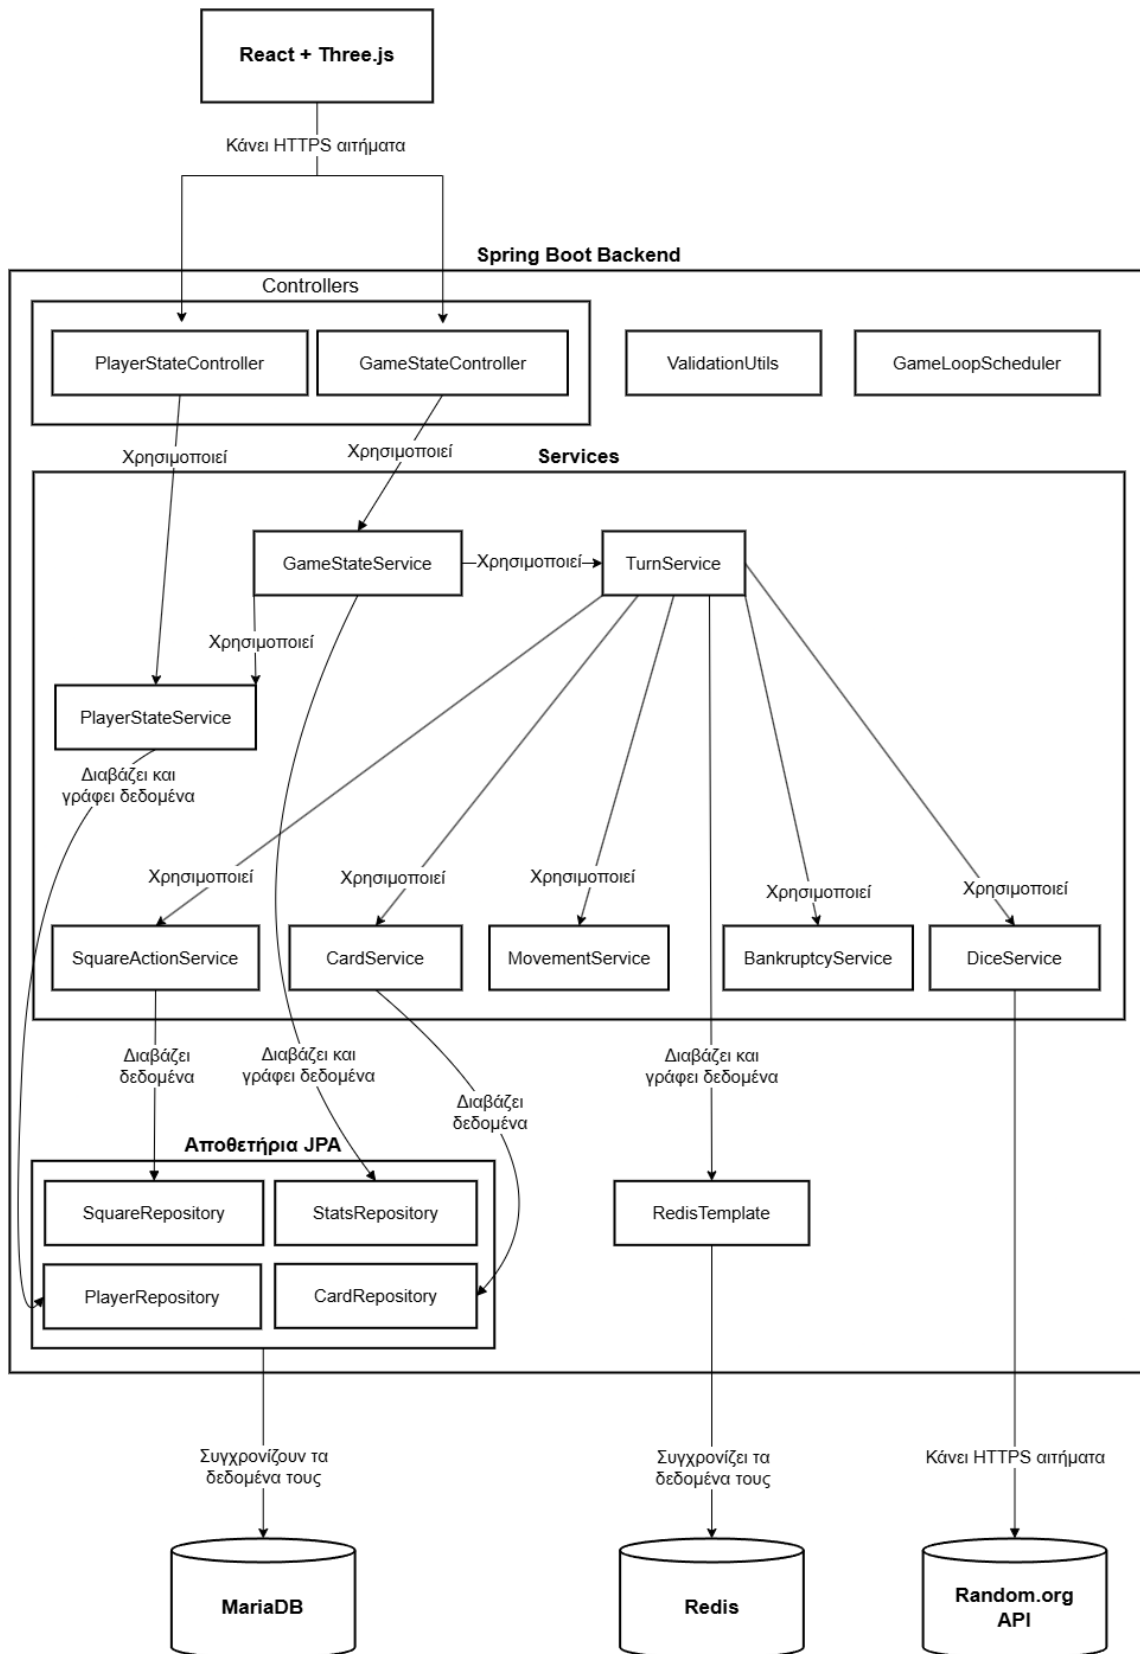 React + Three.js
Κάνει HTTPS αιτήματα
Spring Boot Backend
Controllers
PlayerStateController
GameStateController
ValidationUtils
GameLoopScheduler
Χρησιμοποιεί
Χρησιμοποιεί
Services
GameStateService
Χρησιμοποιεί
TurnService
Χρησιμοποιεί
PlayerStateService
Διαβάζει και
γράφει δεδομένα
Χρησιμοποιεί
Χρησιμοποιεί
Χρησιμοποιεί
Χρησιμοποιεί
Χρησιμοποιεί
SquareActionService
CardService
MovementService
BankruptcyService
DiceService
Διαβάζει
δεδομένα
Διαβάζει και
γράφει δεδομένα
Διαβάζει
δεδομένα
Διαβάζει και
γράφει δεδομένα
Αποθετήρια JPA
SquareRepository
StatsRepository
RedisTemplate
PlayerRepository
CardRepository
Συγχρονίζουν τα
δεδομένα τους
Συγχρονίζει τα
δεδομένα τους
Κάνει HTTPS αιτήματα
MariaDB
Redis
Random.org
API